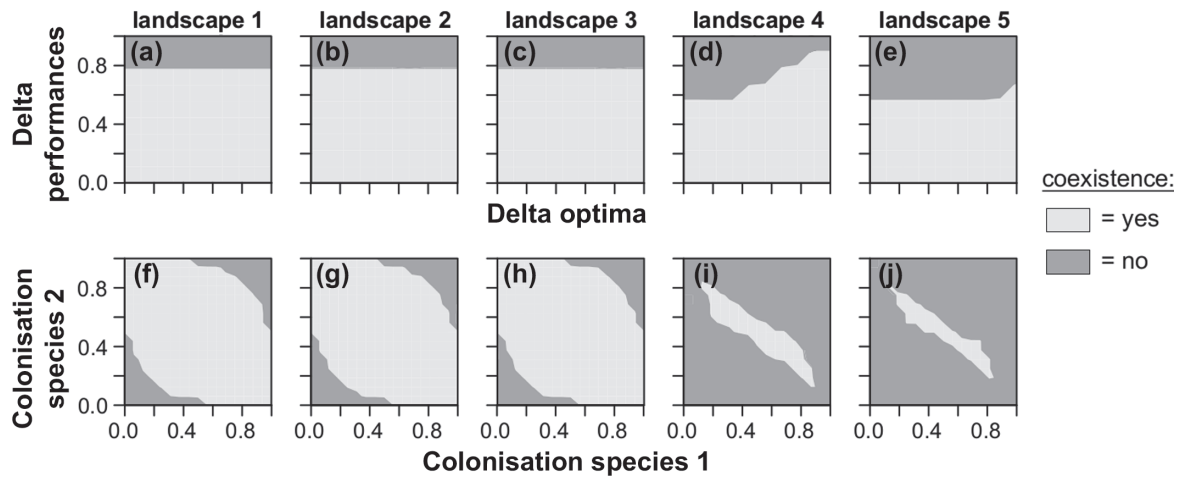 landscape 1 landscape 2 landscape 3 landscape 4 landscape 5
(a) (b) (c) (d) (e)
Delta
performances
0.8
0.4
0.0
Delta optima
coexistence:
= yes
= no
(f) (g) (h) (i) (j)
Colonisation
species 2
0.8
0.4
0.0
0.0 0.4 0.8 0.0 0.4 0.8 0.0 0.4 0.8 0.0 0.4 0.8 0.0 0.4 0.8
Colonisation species 1